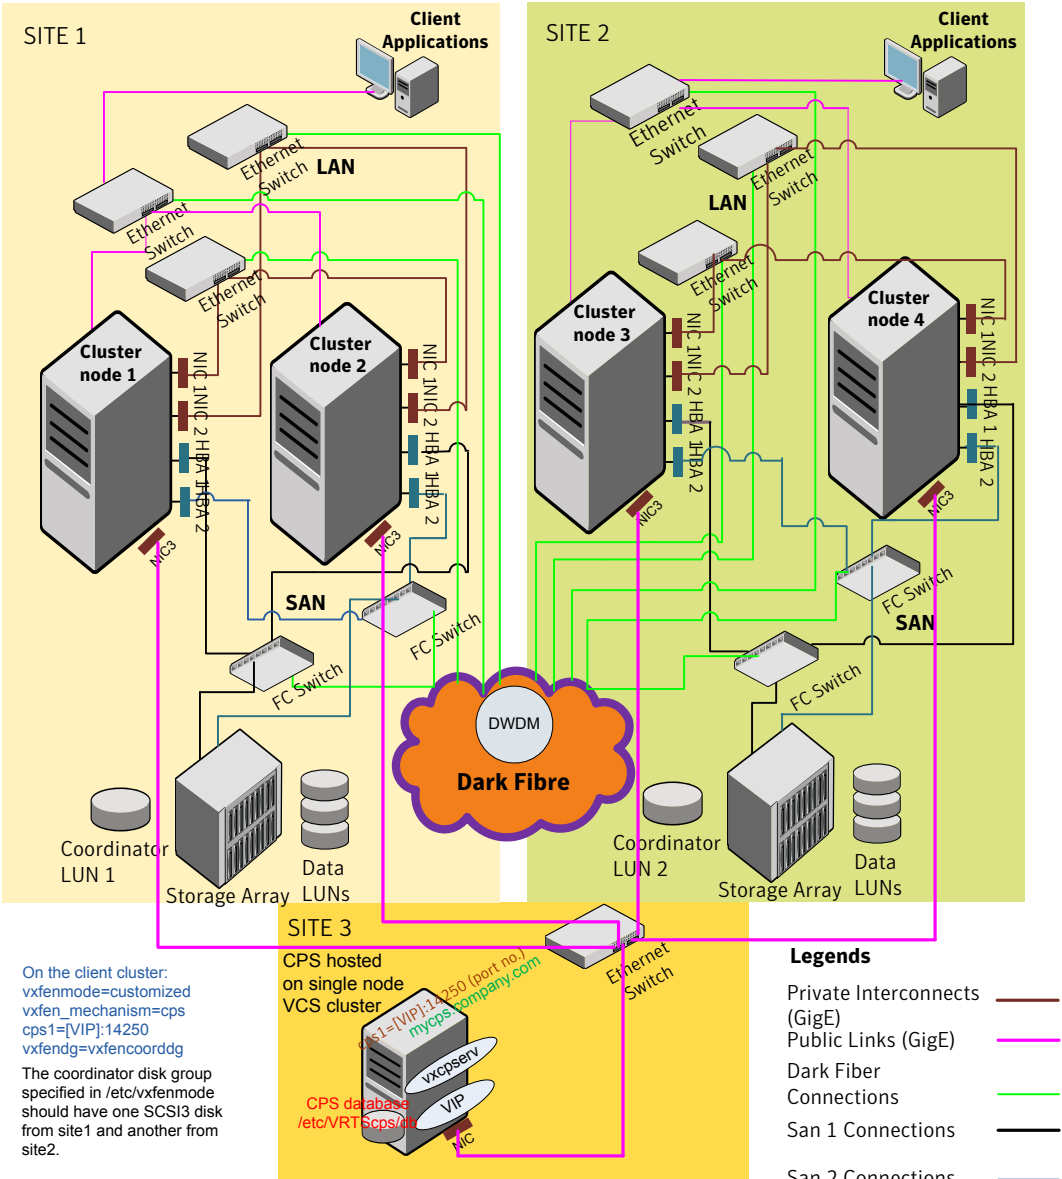 SITE 1
Client
Applications
Ethernet
Switch
LAN
Ethernet
Switch
Ethernet
Switch
Cluster
node 1
NIC 1
NIC 2
HBA 1
HBA 2
NIC3
Cluster
node 2
NIC 1
NIC 2
HBA 1
HBA 2
NIC3
SAN
FC Switch
FC Switch
Coordinator
LUN 1
Storage Array
Data
LUNs
SITE 2
Client
Applications
Ethernet
Switch
Ethernet
Switch
LAN
Ethernet
Switch
Cluster
node 3
NIC 1
NIC 2
HBA 1
HBA 2
NIC3
Cluster
node 4
NIC 1
NIC 2
HBA 1
HBA 2
NIC3
FC Switch
SAN
FC Switch
Coordinator
LUN 2
Storage Array
Data
LUNs
DWDM
Dark Fibre
SITE 3
CPS hosted
on single node
VCS cluster
Ethernet
Switch
cps1=[VIP]:14250 (port no.)
mycps.company.com
vxcpserv
VIP
CPS database
/etc/VRTScps/db
NIC
On the client cluster:
vxfenmode=customized
vxfen_mechanism=cps
cps1=[VIP]:14250
vxfendg=vxfencoorddg
The coordinator disk group
specified in /etc/vxfenmode
should have one SCSI3 disk
from site1 and another from
site2.
Legends
Private Interconnects
(GigE)
Public Links (GigE)
Dark Fiber
Connections
San 1 Connections
San 2 Connections